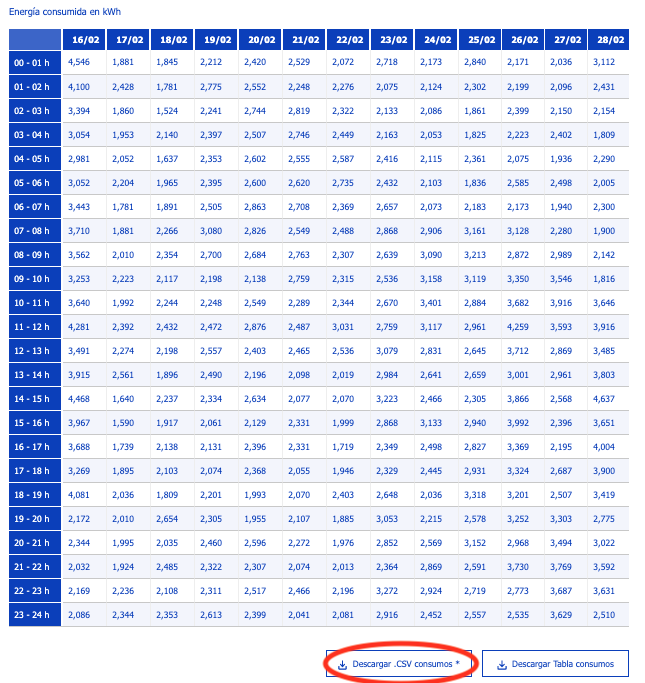 Energía consumida en kWh
16/02 17/02 18/02 19/02 20/02 21/02 22/02 23/02 24/02 25/02 26/02 27/02 28/02
00 - 01 h 4,546 1,881 1,845 2,212 2,420 2,529 2,072 2,718 2,173 2,840 2,171 2,036 3,112
01 - 02 h 4,100 2,428 1,781 2,775 2,552 2,248 2,276 2,075 2,124 2,302 2,199 2,096 2,431
02 - 03 h 3,394 1,860 1,524 2,241 2,744 2,819 2,322 2,133 2,086 1,861 2,399 2,150 2,154
03 - 04 h 3,054 1,953 2,140 2,397 2,507 2,746 2,449 2,163 2,053 1,825 2,223 2,402 1,809
04 - 05 h 2,981 2,052 1,637 2,353 2,602 2,555 2,587 2,416 2,115 2,361 2,075 1,936 2,290
05 - 06 h 3,052 2,204 1,965 2,395 2,600 2,620 2,735 2,432 2,103 1,836 2,585 2,498 2,005
06 - 07 h 3,443 1,781 1,891 2,505 2,863 2,708 2,369 2,657 2,073 2,183 2,173 1,940 2,300
07 - 08 h 3,710 1,881 2,266 3,080 2,826 2,549 2,488 2,868 2,906 3,161 3,128 2,280 1,900
08 - 09 h 3,562 2,010 2,354 2,700 2,684 2,763 2,307 2,639 3,090 3,213 2,872 2,989 2,142
09 - 10 h 3,253 2,223 2,117 2,198 2,138 2,759 2,315 2,536 3,158 3,119 3,350 3,546 1,816
10 - 11 h 3,640 1,992 2,244 2,248 2,549 2,289 2,344 2,670 3,401 2,884 3,682 3,916 3,646
11 - 12 h 4,281 2,392 2,432 2,472 2,876 2,487 3,031 2,759 3,117 2,961 4,259 3,593 3,916
12 - 13 h 3,491 2,274 2,198 2,557 2,403 2,465 2,536 3,079 2,831 2,645 3,712 2,869 3,485
13 - 14 h 3,915 2,561 1,896 2,490 2,196 2,098 2,019 2,984 2,641 2,659 3,001 2,961 3,803
14 - 15 h 4,468 1,640 2,237 2,334 2,634 2,077 2,070 3,223 2,466 2,305 3,866 2,568 4,637
15 - 16 h 3,967 1,590 1,917 2,061 2,129 2,331 1,999 2,868 3,133 2,940 3,992 2,396 3,651
16 - 17 h 3,688 1,739 2,138 2,131 2,396 2,331 1,719 2,349 2,498 2,827 3,369 2,195 4,004
17 - 18 h 3,269 1,895 2,103 2,074 2,368 2,055 1,946 2,329 2,445 2,931 3,324 2,687 3,900
18 - 19 h 4,081 2,036 1,809 2,201 1,993 2,070 2,403 2,648 2,036 3,318 3,201 2,507 3,419
19 - 20 h 2,172 2,010 2,654 2,305 1,955 2,107 1,885 3,053 2,215 2,578 3,252 3,303 2,775
20 - 21 h 2,344 1,995 2,035 2,460 2,596 2,272 1,976 2,852 2,569 3,152 2,968 3,494 3,022
21 - 22 h 2,032 1,924 2,485 2,322 2,307 2,074 2,013 2,364 2,869 2,591 3,730 3,769 3,592
22 - 23 h 2,169 2,236 2,108 2,311 2,517 2,466 2,196 3,272 2,924 2,719 2,773 3,687 3,631
23 - 24 h 2,086 2,344 2,353 2,613 2,399 2,041 2,081 2,916 2,452 2,557 2,535 3,629 2,510
Descargar .CSV consumos * Descargar Tabla consumos